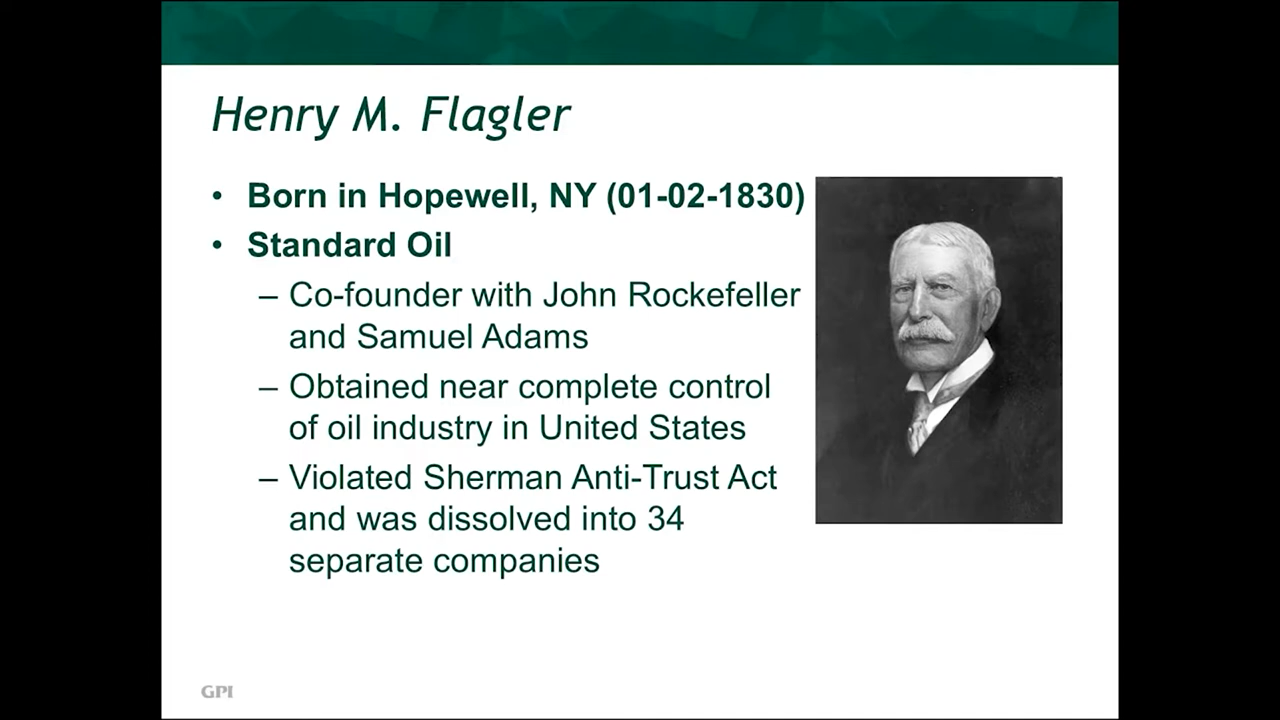 Henry M. Flagler
• Born in Hopewell, NY (01-02-1830)
• Standard Oil
– Co-founder with John Rockefeller
and Samuel Adams
– Obtained near complete control
of oil industry in United States
– Violated Sherman Anti-Trust Act
and was dissolved into 34
separate companies
GPI